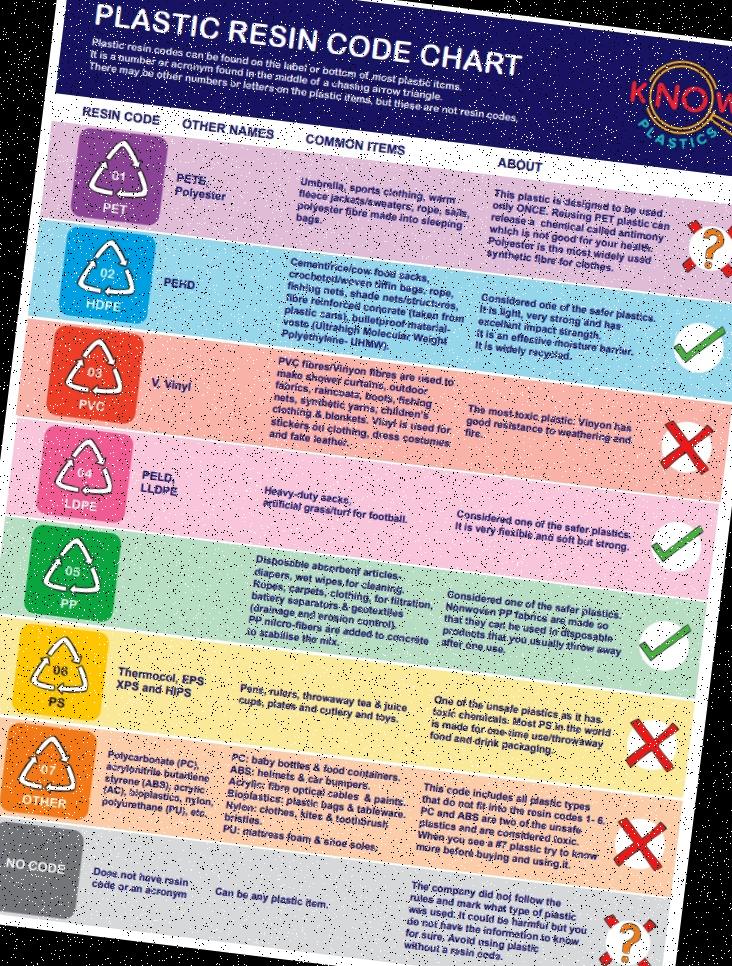 PLASTIC RESIN CODE CHART
Plastic resin codes can be found on the label or bottom of most plastic items.
It is a number or acronym found in the middle of a chasing arrow triangle.
There may be other numbers or letters on the plastic items, but these are not resin codes.
KNOW
PLASTICS
RESIN CODE
OTHER NAMES
COMMON ITEMS
ABOUT
01
PET
PETE,
Polyester
Umbrella, sports clothing, warm
fleece jackets/sweaters, rope, sails,
polyester fibre made into sleeping
bags.
This plastic is designed to be used
only ONCE. Reusing PET plastic can
release a chemical called antimony
which is not good for your health.
Polyester is the most widely used
synthetic fibre for clothes.
?
02
HDPE
PEHD
Cement/rice/cow food sacks,
crocheted/woven tiffin bags, rope,
fishing nets, shade nets/structures,
fibre reinforced concrete (taken from
plastic carts), bulletproof material-
vosts (Ultrahigh Molecular Weight
Polyethylene- UHMW).
Considered one of the safer plastics.
It is light, very strong and has
excellent impact strength.
it is an effective moisture barrier.
It is widely recycled.
03
PVC
V, Vinyl
PVC fibres/Vinyon fibres are used to
make shower curtains, outdoor
fabrics, raincoats, boots, fishing
nets, synthetic yarns, children's
clothing & blankets. Vinyl is used for
stickers on clothing, dress costumes
and fake leather.
The most toxic plastic. Vinyon has
good resistance to weathering and
fire.
04
LDPE
PELD,
LLDPE
Heavy-duty sacks,
artificial grass/turf for football.
Considered one of the safer plastics.
It is very flexible and soft but strong.
05
PP
Disposable absorbent articles-
diapers, wet wipes for cleaning.
Ropes, carpets, clothing, for filtration,
battery separators & geotextiles
(drainage and erosion control).
PP micro-fibers are added to concrete
to stabilise the mix.
Considered one of the safer plastics.
Nonwoven PP fabrics are made so
that they can be used in disposable
products that you usually throw away
after one use.
06
PS
Thermocol, EPS
XPS and HIPS
Pens, rulers, throwaway tea & juice
cups, plates and cutlery and toys.
One of the unsafe plastics as it has
toxic chemicals. Most PS in the world
is made for one-time use/throwaway
food and drink packaging.
07
OTHER
Polycarbonate (PC),
acrylonitrile butadiene
styrene (ABS), acrylic
(AC), bioplastics, nylon,
polyurethane (PU), etc.
PC: baby bottles & food containers.
ABS: helmets & car bumpers.
Acrylic: fibre optical cables & paints.
Bioplastics: plastic bags & tableware.
Nylon: clothes, kites & toothbrush
bristles.
PU: mattress foam & shoe soles.
This code includes all plastic types
that do not fit into the resin codes 1- 6.
PC and ABS are two of the unsafe
plastics and are considered toxic.
When you see a #7 plastic try to know
more before buying and using it.
NO CODE
Does not have resin
code or an acronym
Can be any plastic item.
The company did not follow the
rules and mark what type of plastic
was used. It could be harmful but you
do not have the information to know
for sure. Avoid using plastic
without a resin code.
?